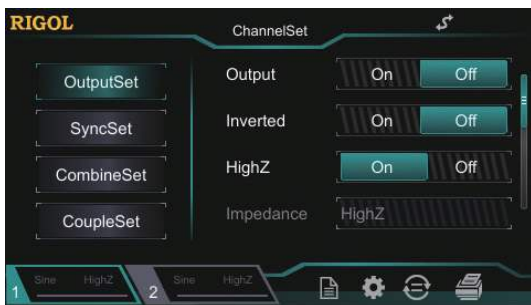 RIGOL
ChannelSet
OutputSet
Output
On
Off
SyncSet
Inverted
On
Off
CombineSet
HighZ
On
Off
CoupleSet
Impedance
HighZ
1
Sine
HighZ
2
Sine
HighZ